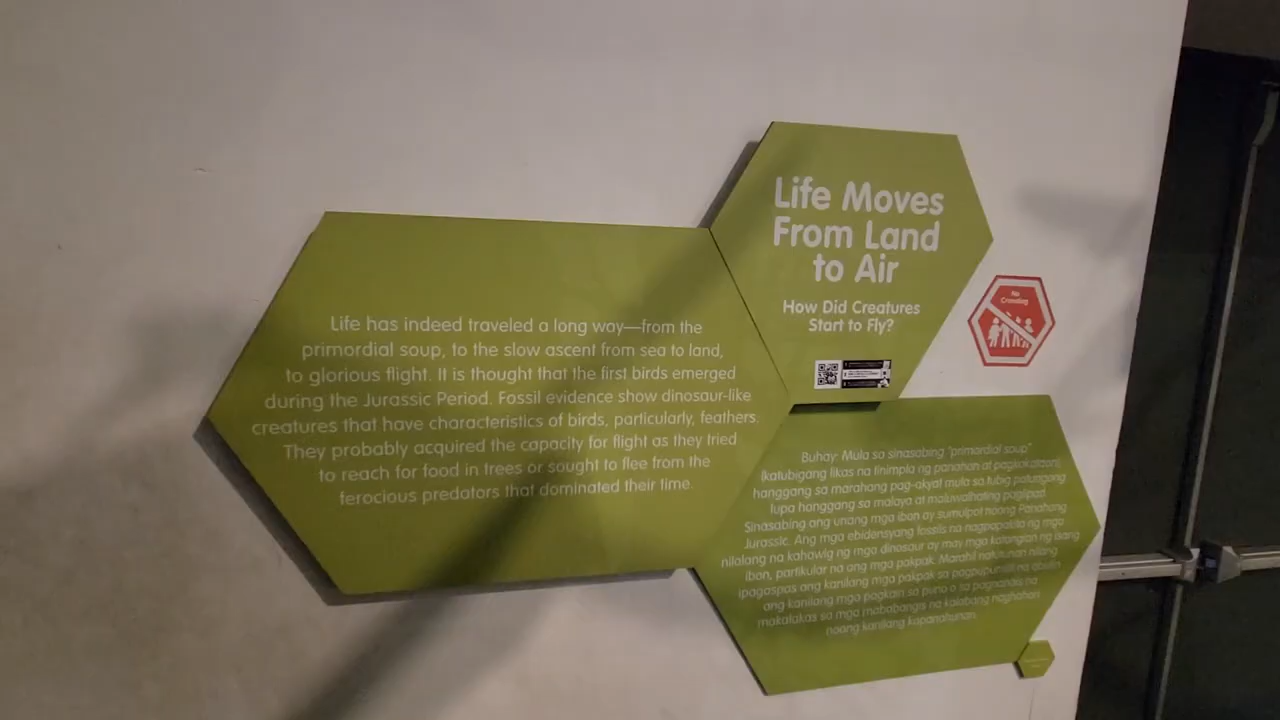 Life Moves
From Land
to Air
How Did Creatures
Start to Fly?
Life has indeed traveled a long way—from the
primordial soup, to the slow ascent from sea to land,
to glorious flight. It is thought that the first birds emerged
during the Jurassic Period. Fossil evidence show dinosaur-like
creatures that have characteristics of birds, particularly, feathers.
They probably acquired the capacity for flight as they tried
to reach for food in trees or sought to flee from the
ferocious predators that dominated their time.
No
Crowding
Buhay: Mula sa sinasabing "primordial soup"
(katubigang likas na tinimpla ng panahon at pagkakataon)
hanggang sa marahang pag-akyat mula sa tubig patungong
lupa hanggang sa malaya at maluwalhating paglipad.
Sinasabing ang unang mga ibon ay sumulpot noong Panahong
Jurassic. Ang mga ebidensyang fossils na nagpapakita ng mga
nilalang na kahawig ng mga dinosaur ay may mga katangian ng isang
ibon, partikular na ang mga pakpak. Marahil natutunan nilang
ipagaspas ang kanilang mga pakpak sa pagpupumilit na abutin
ang kanilang mga pagkain sa puno o sa pagnanais na
makalakas sa mga mababangis na kalabang naghahari
noong kanilang kapanahunan.